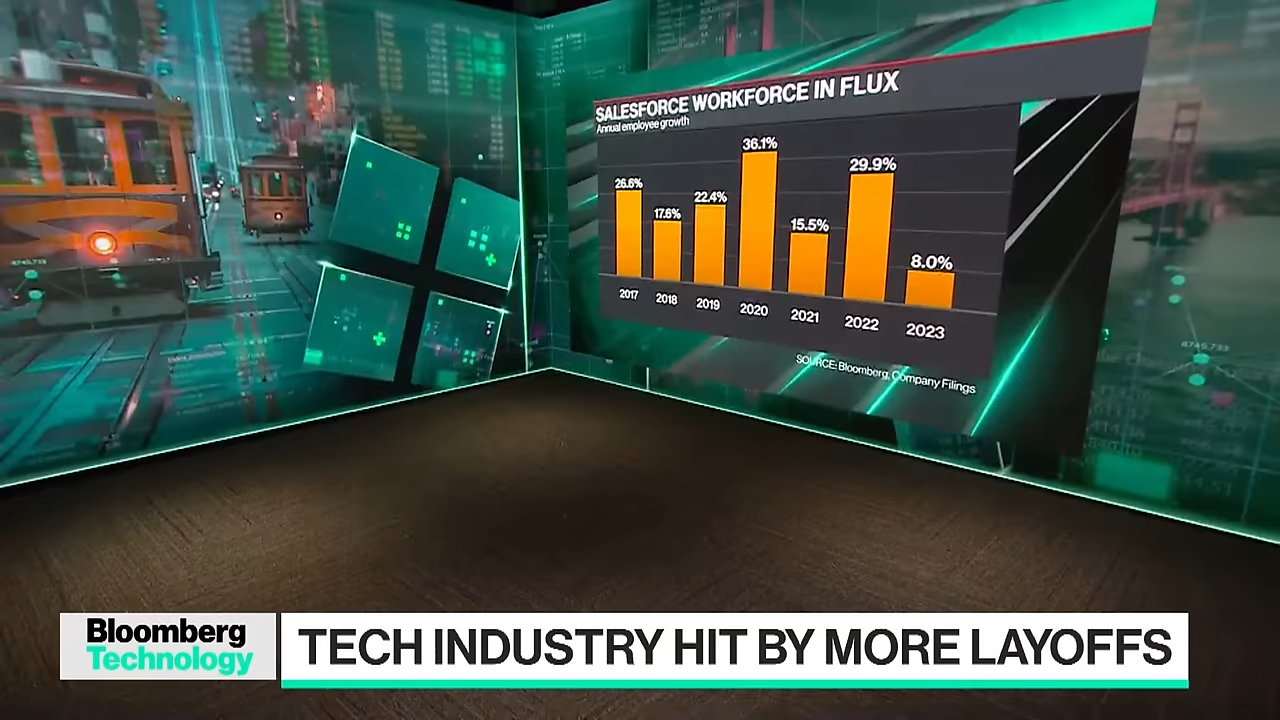 SALESFORCE WORKFORCE IN FLUX
Annual employee growth
26.6%
17.6%
22.4%
36.1%
15.5%
29.9%
8.0%
2017
2018
2019
2020
2021
2022
2023
SOURCE: Bloomberg, Company Filings
8745,733
Bloomberg
Technology
TECH INDUSTRY HIT BY MORE LAYOFFS